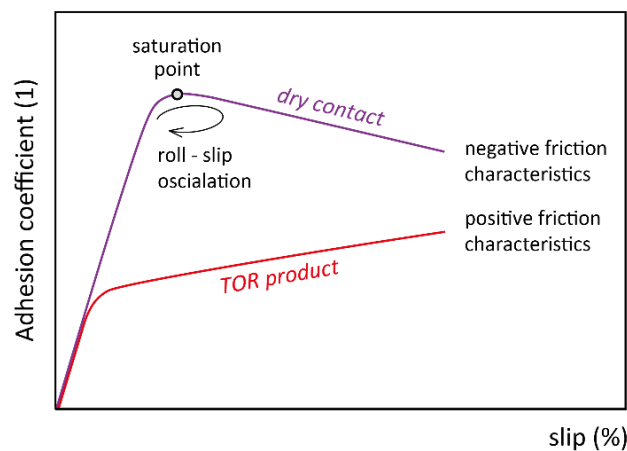 saturation
point
dry contact
roll - slip
oscialation
negative friction
characteristics
positive friction
characteristics
TOR product
Adhesion coefficient (1)
slip (%)